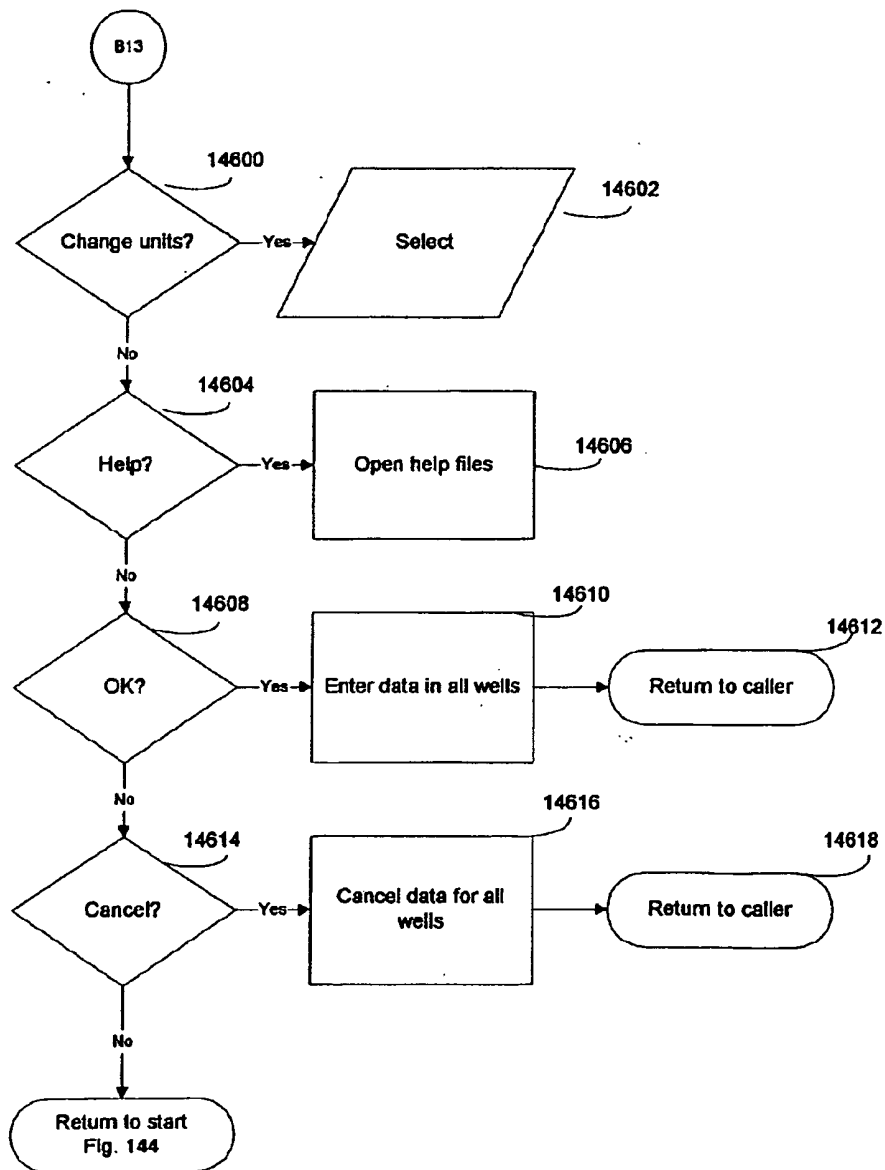 B13
14600
Change units?
Yes
Select
14602
No
14604
Help?
Yes
Open help files
14606
No
14608
OK?
Yes
14610
Enter data in all wells
14612
Return to caller
No
14614
Cancel?
Yes
14616
Cancel data for all
wells
14618
Return to caller
No
Return to start
Fig. 144